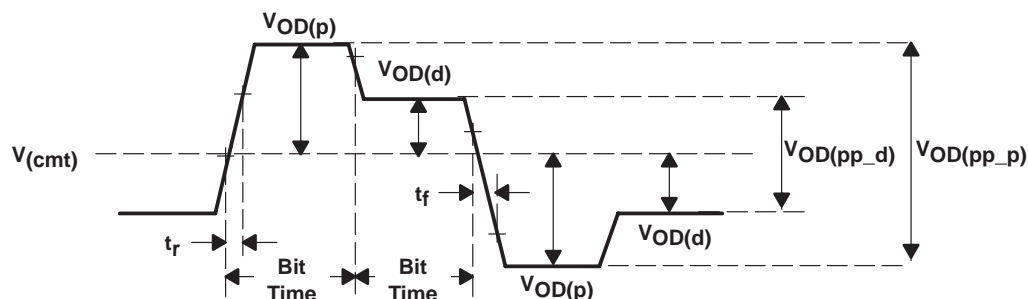 VOD(p)
VOD(d)
V(cmt)
VOD(pp_d)
VOD(pp_p)
tf
VOD(d)
tr
Bit
Time
Bit
Time
VOD(p)